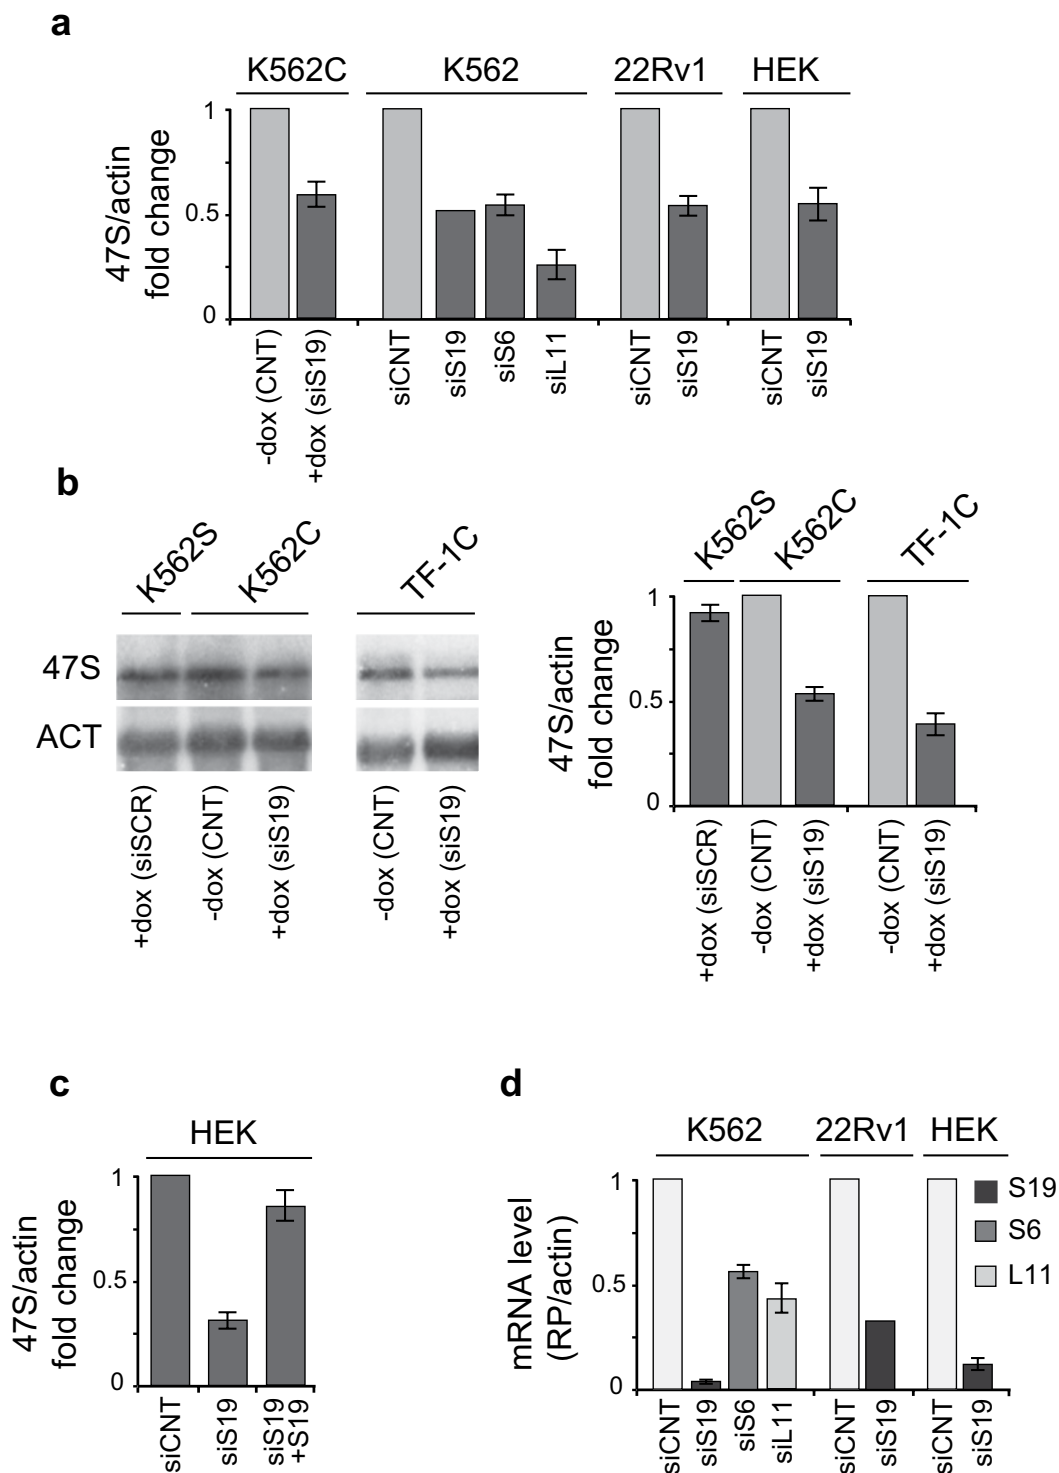 a
K562C K562 22Rv1 HEK
47S/actin
fold change
1
0.5
0
-dox (CNT)
+dox (siS19)
siCNT
siS19
siS6
siL11
siCNT
siS19
siCNT
siS19
b
K562S
K562C
TF-1C
47S
ACT
+dox (siSCR)
-dox (CNT)
+dox (siS19)
-dox (CNT)
+dox (siS19)
K562S
K562C
TF-1C
47S/actin
fold change
1
0.5
0
+dox (siSCR)
-dox (CNT)
+dox (siS19)
-dox (CNT)
+dox (siS19)
c
HEK
47S/actin
fold change
1
0.5
0
siCNT
siS19
siS19
+S19
d
K562 22Rv1 HEK
mRNA level
(RP/actin)
1
0.5
0
siCNT
siS19
siS6
siL11
siCNT
siS19
siCNT
siS19
S19
S6
L11